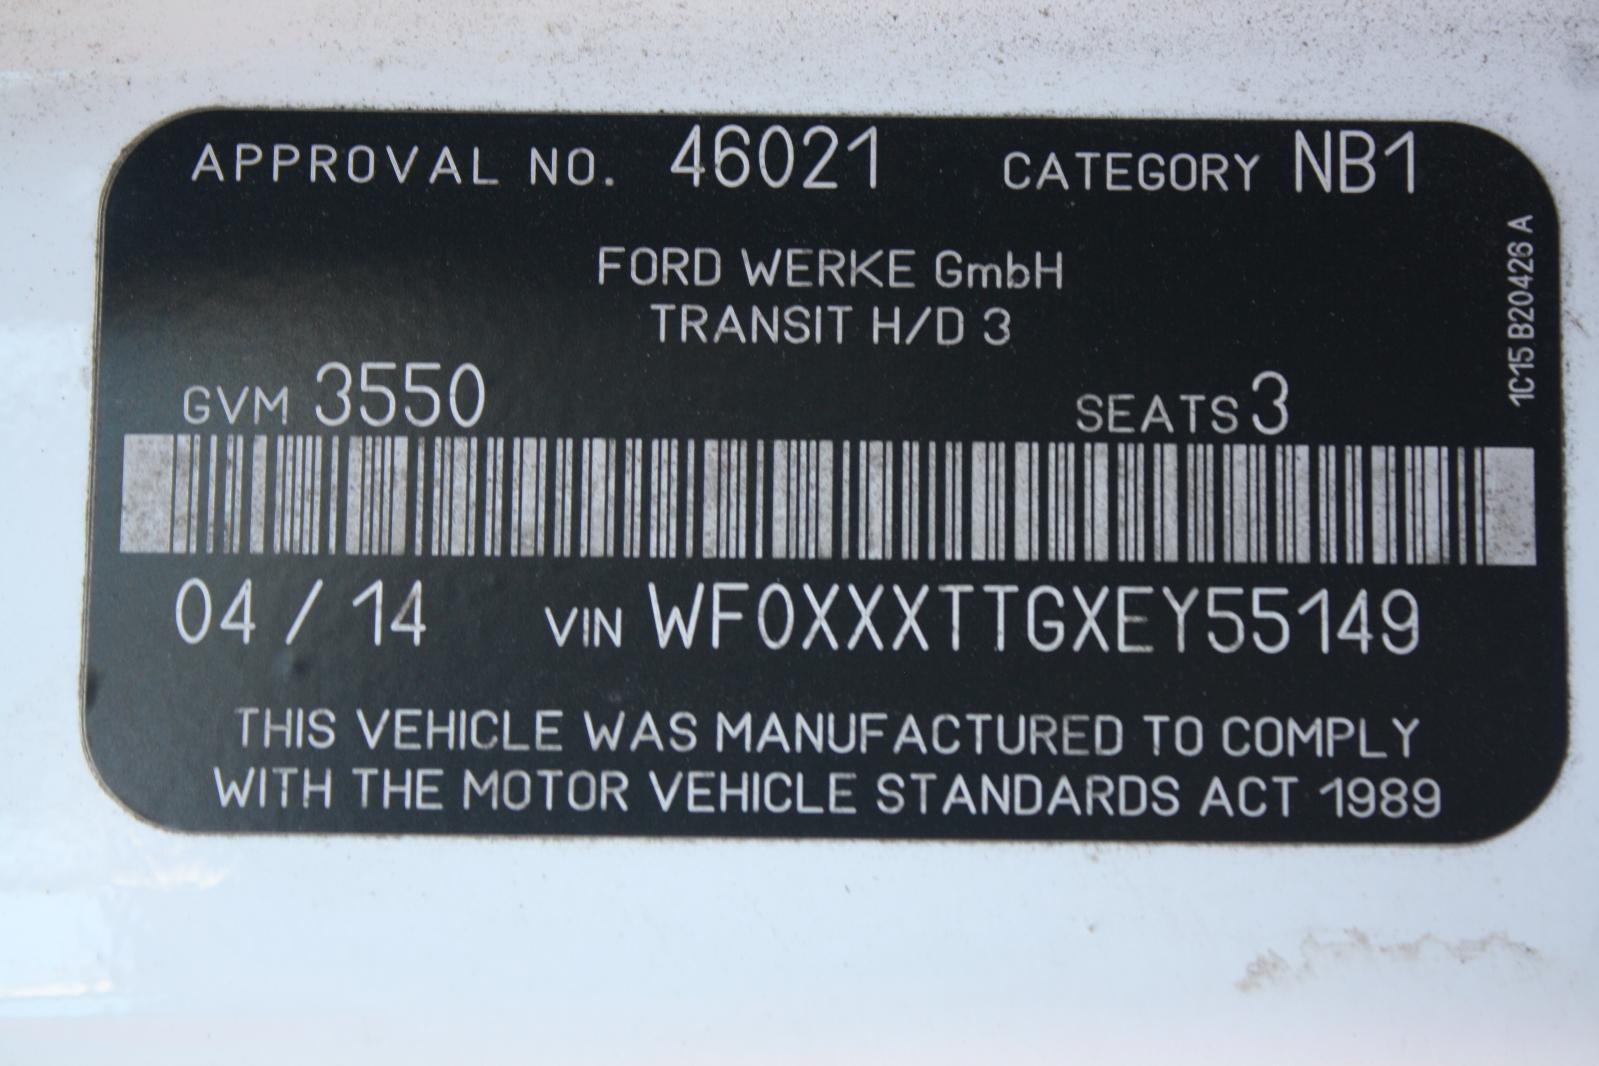 APPROVAL NO. 46021 CATEGORY NB1
FORD WERKE GmbH
TRANSIT H/D 3
GVM 3550 SEATS 3
1C15 B20426 A
04 / 14 VIN WF0XXXTTGXEY55149
THIS VEHICLE WAS MANUFACTURED TO COMPLY
WITH THE MOTOR VEHICLE STANDARDS ACT 1989